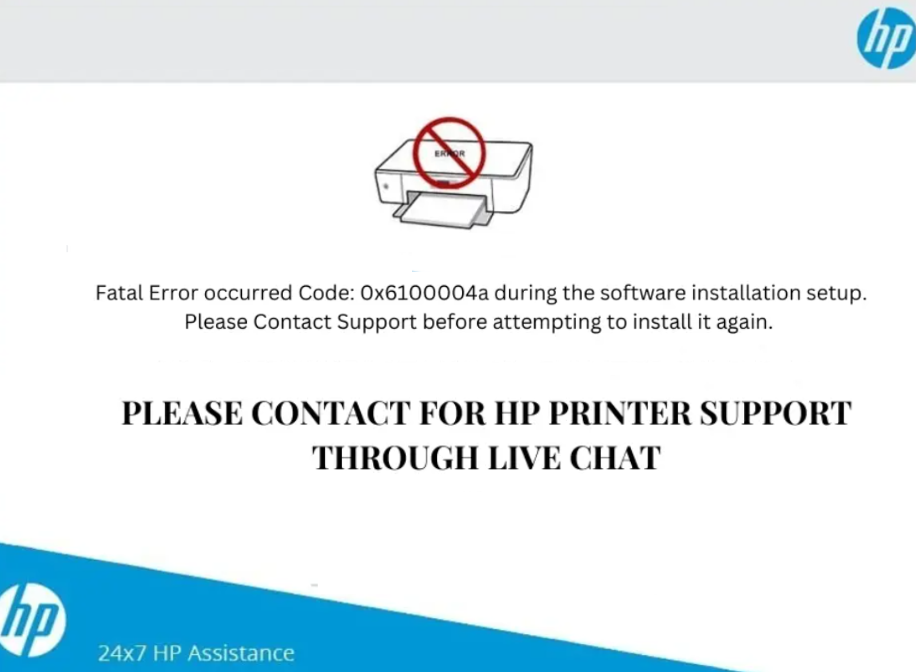 hp
ERROR
Fatal Error occurred Code: 0x6100004a during the software installation setup.
Please Contact Support before attempting to install it again.
PLEASE CONTACT FOR HP PRINTER SUPPORT
THROUGH LIVE CHAT
hp
24x7 HP Assistance